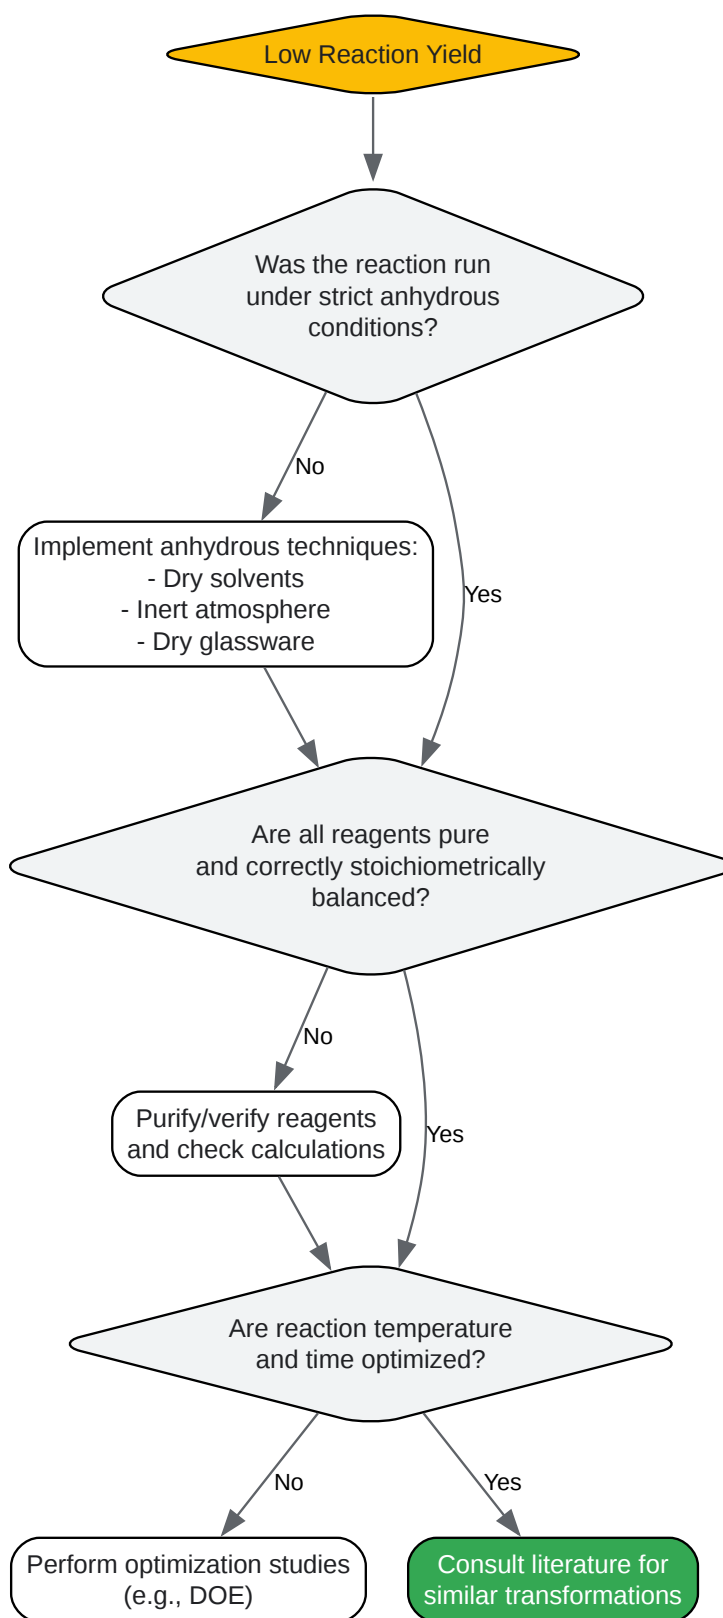 Low Reaction Yield
Was the reaction run
under strict anhydrous
conditions?
No
Yes
Implement anhydrous techniques:
- Dry solvents
- Inert atmosphere
- Dry glassware
Are all reagents pure
and correctly stoichiometrically
balanced?
No
Yes
Purify/verify reagents
and check calculations
Are reaction temperature
and time optimized?
No
Yes
Perform optimization studies
(e.g., DOE)
Consult literature for
similar transformations